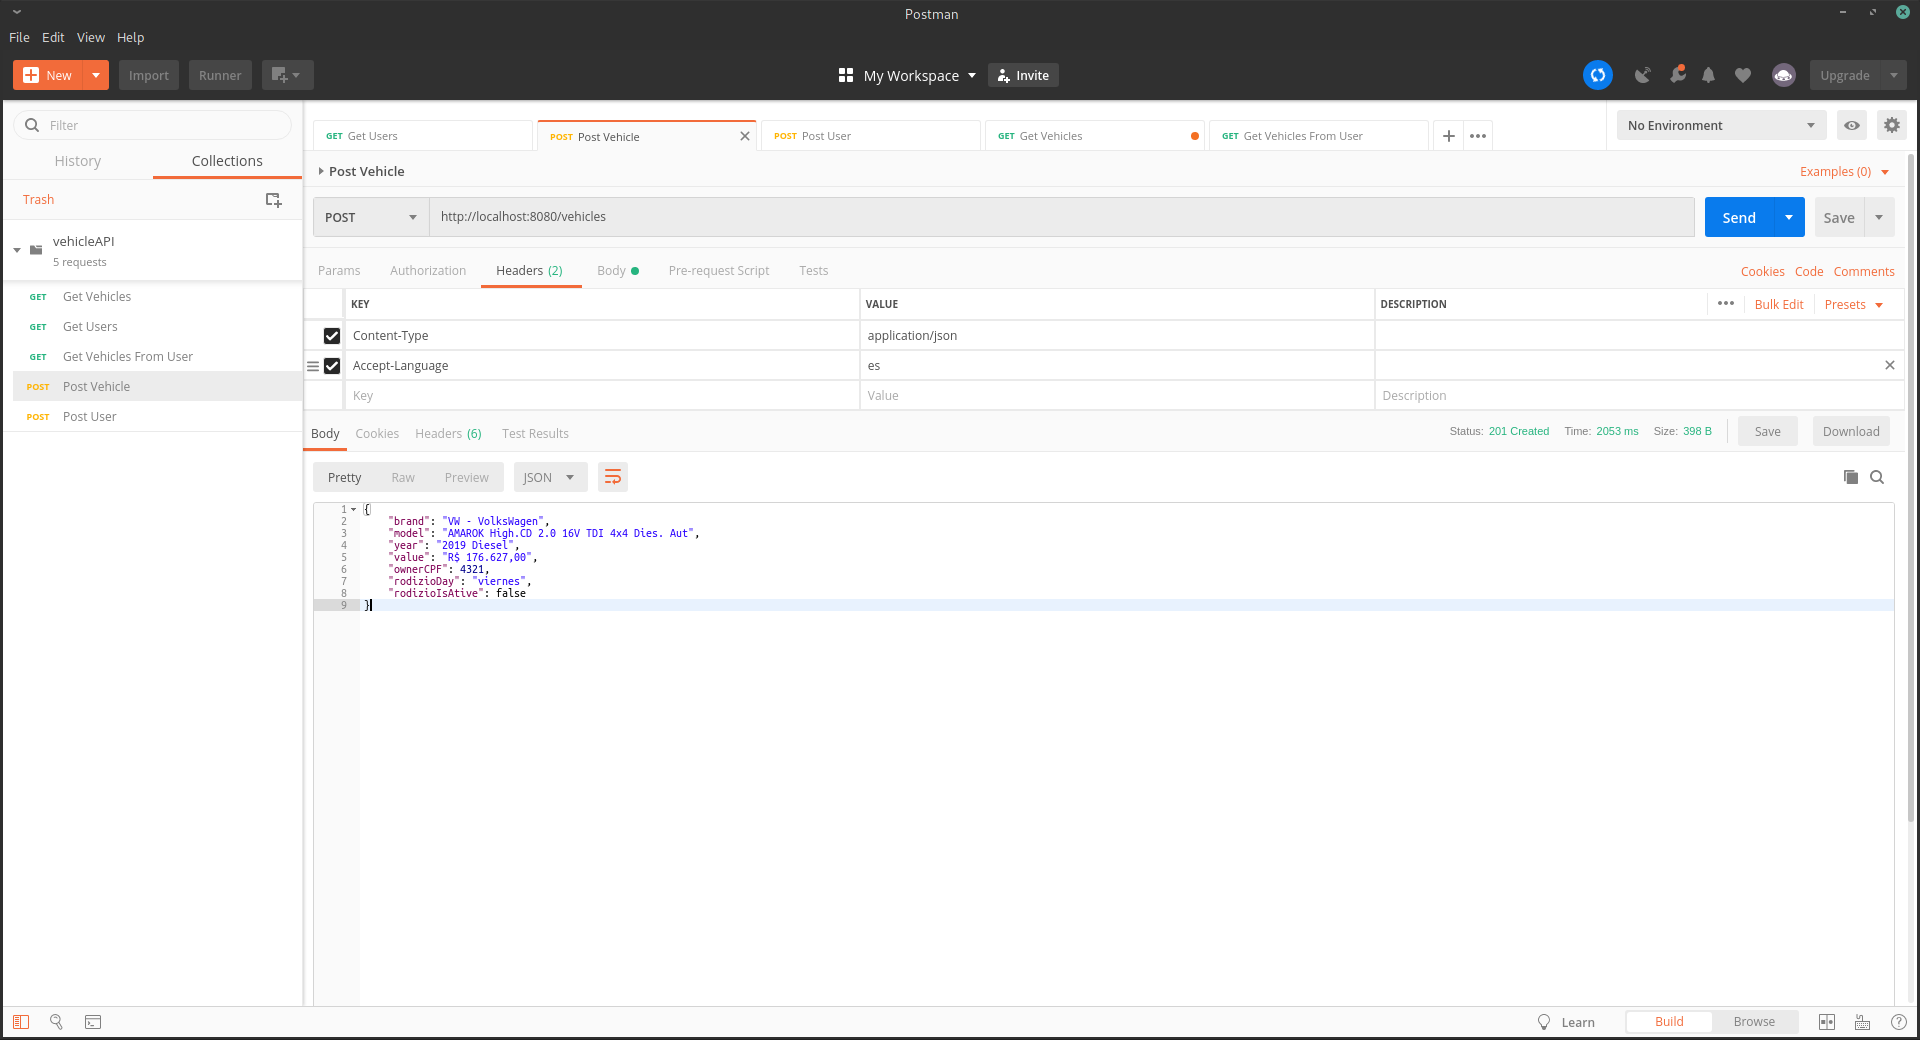 Postman
File Edit View Help
New Import Runner My Workspace Invite Upgrade
Filter
History Collections
Trash
vehicleAPI
5 requests
GET Get Vehicles
GET Get Users
GET Get Vehicles From User
POST Post Vehicle
POST Post User
GET Get Users POST Post Vehicle POST Post User GET Get Vehicles GET Get Vehicles From User No Environment
Post Vehicle Examples (0)
POST http://localhost:8080/vehicles Send Save
Params Authorization Headers (2) Body Pre-request Script Tests Cookies Code Comments
KEY VALUE DESCRIPTION Bulk Edit Presets
Content-Type application/json
Accept-Language es
Key Value Description
Body Cookies Headers (6) Test Results Status: 201 Created Time: 2053 ms Size: 398 B Save Download
Pretty Raw Preview JSON
1 {
2 "brand": "VW - VolksWagen",
3 "model": "AMAROK High.CD 2.0 16V TDI 4x4 Dies. Aut",
4 "year": "2019 Diesel",
5 "value": "R$ 176.627,00",
6 "ownerCPF": 4321,
7 "rodizioDay": "viernes",
8 "rodizioIsAtive": false
9 }
Learn Build Browse